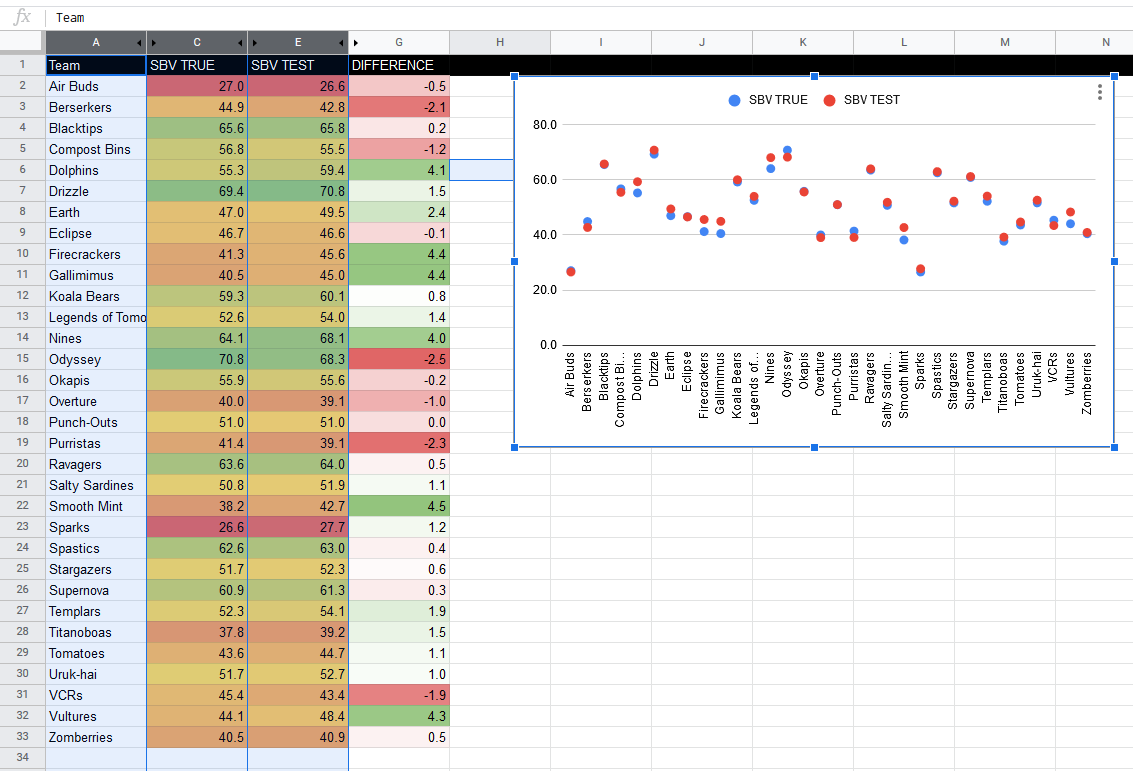 fx Team
A C E G H I J K L M N
1 Team SBV TRUE SBV TEST DIFFERENCE
2 Air Buds 27.0 26.6 -0.5
3 Berserkers 44.9 42.8 -2.1
4 Blacktips 65.6 65.8 0.2
5 Compost Bins 56.8 55.5 -1.2
6 Dolphins 55.3 59.4 4.1
7 Drizzle 69.4 70.8 1.5
8 Earth 47.0 49.5 2.4
9 Eclipse 46.7 46.6 -0.1
10 Firecrackers 41.3 45.6 4.4
11 Gallimimus 40.5 45.0 4.4
12 Koala Bears 59.3 60.1 0.8
13 Legends of Tomo 52.6 54.0 1.4
14 Nines 64.1 68.1 4.0
15 Odyssey 70.8 68.3 -2.5
16 Okapis 55.9 55.6 -0.2
17 Overture 40.0 39.1 -1.0
18 Punch-Outs 51.0 51.0 0.0
19 Purristas 41.4 39.1 -2.3
20 Ravagers 63.6 64.0 0.5
21 Salty Sardines 50.8 51.9 1.1
22 Smooth Mint 38.2 42.7 4.5
23 Sparks 26.6 27.7 1.2
24 Spastics 62.6 63.0 0.4
25 Stargazers 51.7 52.3 0.6
26 Supernova 60.9 61.3 0.3
27 Templars 52.3 54.1 1.9
28 Titanoboas 37.8 39.2 1.5
29 Tomatoes 43.6 44.7 1.1
30 Uruk-hai 51.7 52.7 1.0
31 VCRs 45.4 43.4 -1.9
32 Vultures 44.1 48.4 4.3
33 Zomberries 40.5 40.9 0.5
34
SBV TRUE SBV TEST
80.0
60.0
40.0
20.0
0.0
Air Buds
Berserkers
Blacktips
Compost Bi...
Dolphins
Drizzle
Earth
Eclipse
Firecrackers
Gallimimus
Koala Bears
Legends of...
Nines
Odyssey
Okapis
Overture
Punch-Outs
Purristas
Ravagers
Salty Sardin...
Smooth Mint
Sparks
Spastics
Stargazers
Supernova
Templars
Titanoboas
Tomatoes
Uruk-hai
VCRs
Vultures
Zomberries